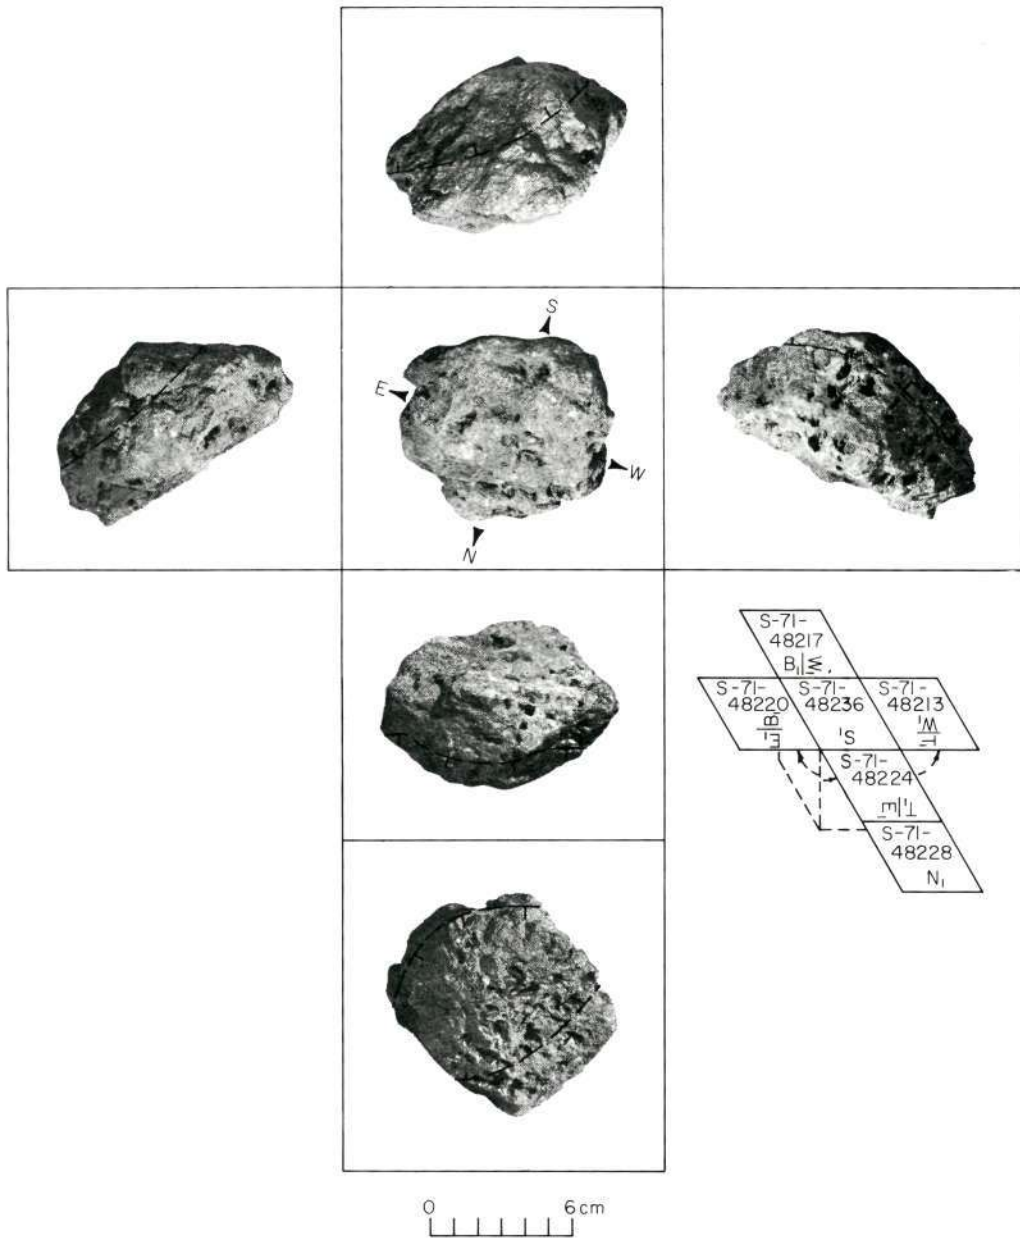 S
E
W
N
S-71-
48217
B₁|W₁
S-71-
48220
E₁|B₁
S-71-
48236
S₁
S-71-
48213
W₁|T₁
S-71-
48224
T₁|E₁
S-71-
48228
N₁
0 6 cm